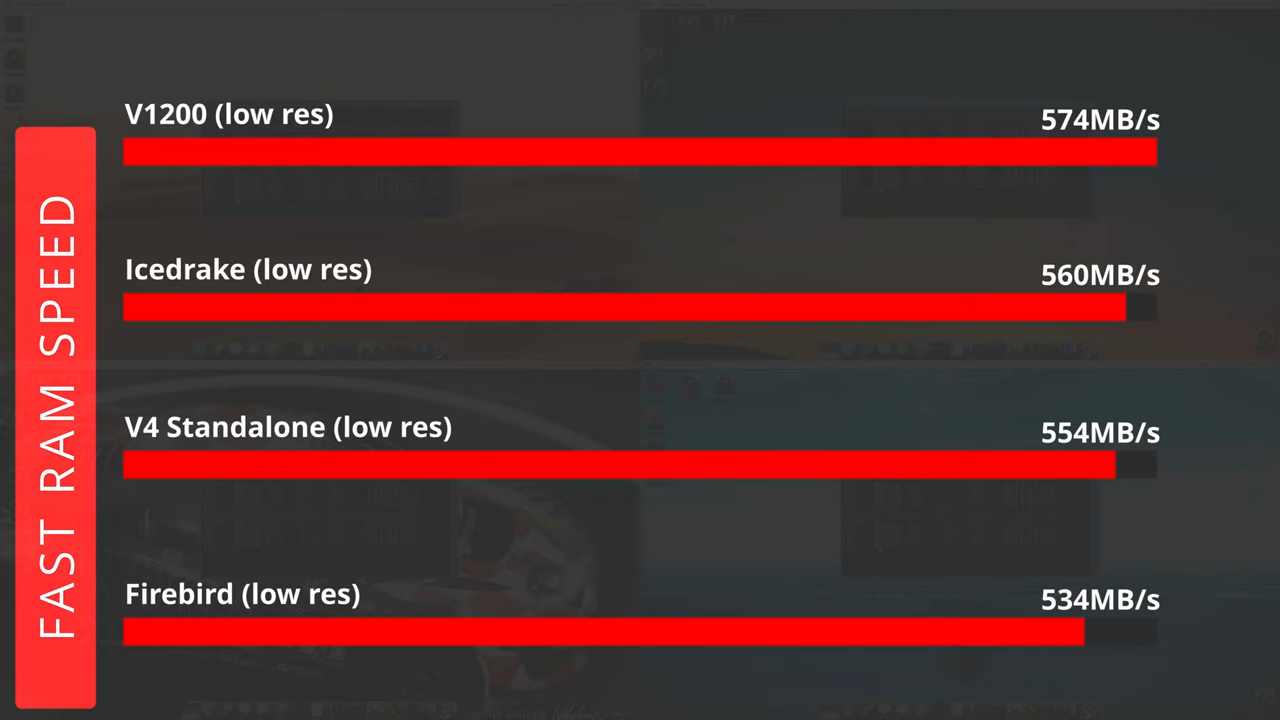 FAST RAM SPEED
V1200 (low res)
574MB/s
Icedrake (low res)
560MB/s
V4 Standalone (low res)
554MB/s
Firebird (low res)
534MB/s